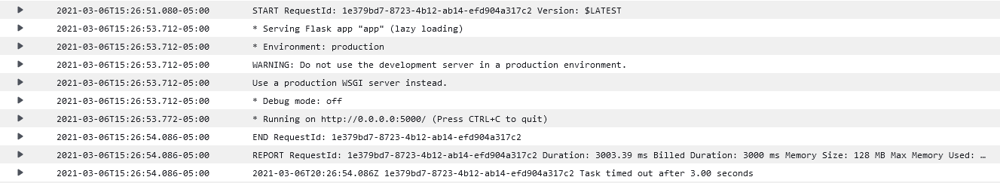 2021-03-06T15:26:51.080-05:00 START RequestId: 1e379bd7-8723-4b12-ab14-efd904a317c2 Version: $LATEST
2021-03-06T15:26:53.712-05:00 * Serving Flask app "app" (lazy loading)
2021-03-06T15:26:53.712-05:00 * Environment: production
2021-03-06T15:26:53.712-05:00 WARNING: Do not use the development server in a production environment.
2021-03-06T15:26:53.712-05:00 Use a production WSGI server instead.
2021-03-06T15:26:53.712-05:00 * Debug mode: off
2021-03-06T15:26:53.772-05:00 * Running on http://0.0.0.0:5000/ (Press CTRL+C to quit)
2021-03-06T15:26:54.086-05:00 END RequestId: 1e379bd7-8723-4b12-ab14-efd904a317c2
2021-03-06T15:26:54.086-05:00 REPORT RequestId: 1e379bd7-8723-4b12-ab14-efd904a317c2 Duration: 3003.39 ms Billed Duration: 3000 ms Memory Size: 128 MB Max Memory Used: …
2021-03-06T15:26:54.086-05:00 2021-03-06T20:26:54.086Z 1e379bd7-8723-4b12-ab14-efd904a317c2 Task timed out after 3.00 seconds